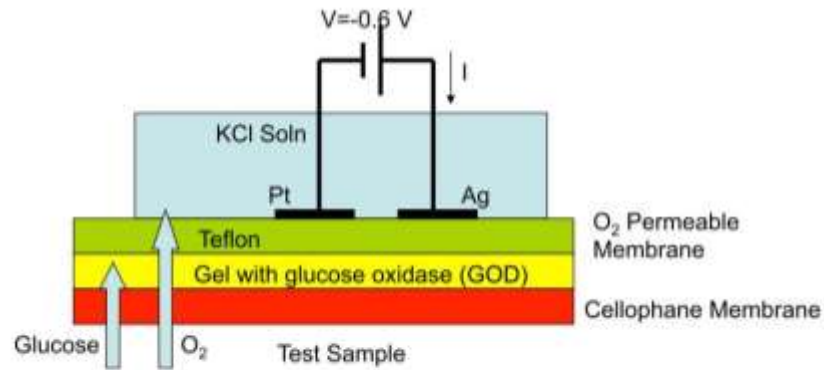 V=-0.6 V
I
KCl Soln
Pt
Ag
Teflon
O₂ Permeable
Membrane
Gel with glucose oxidase (GOD)
Cellophane Membrane
Glucose
O₂
Test Sample